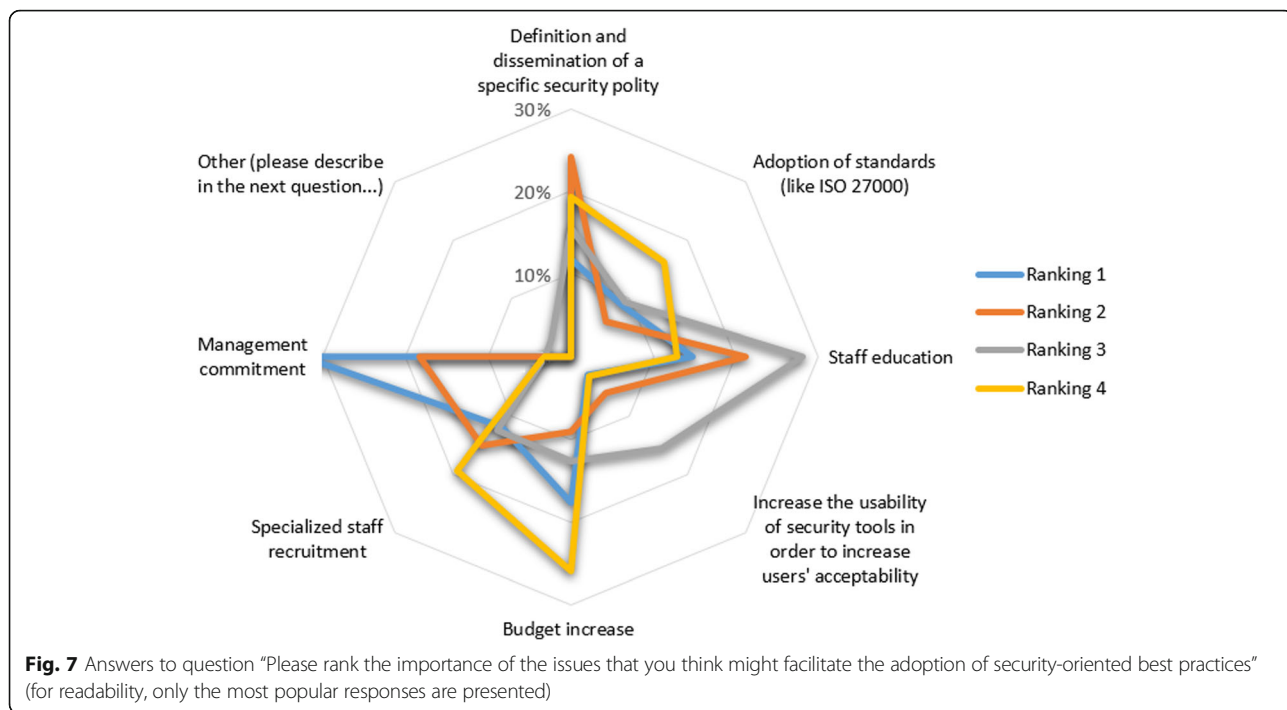 Definition and
dissemination of a
specific security polity
30%
20%
10%
Adoption of standards
(like ISO 27000)
Staff education
Increase the usability
of security tools in
order to increase
users' acceptability
Budget increase
Specialized staff
recruitment
Management
commitment
Other (please describe
in the next question...)
Ranking 1
Ranking 2
Ranking 3
Ranking 4
Fig. 7 Answers to question “Please rank the importance of the issues that you think might facilitate the adoption of security-oriented best practices”
(for readability, only the most popular responses are presented)